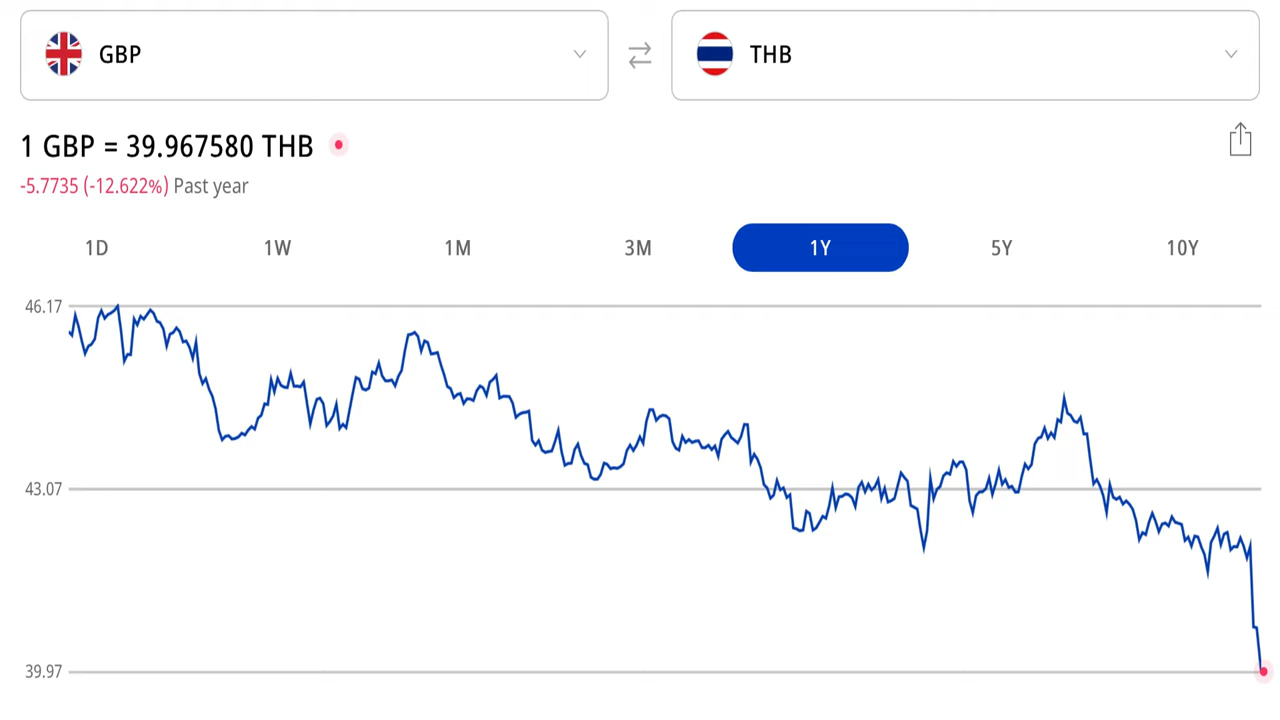 GBP
THB
1 GBP = 39.967580 THB
-5.7735 (-12.622%) Past year
1D 1W 1M 3M 1Y 5Y 10Y
46.17
43.07
39.97